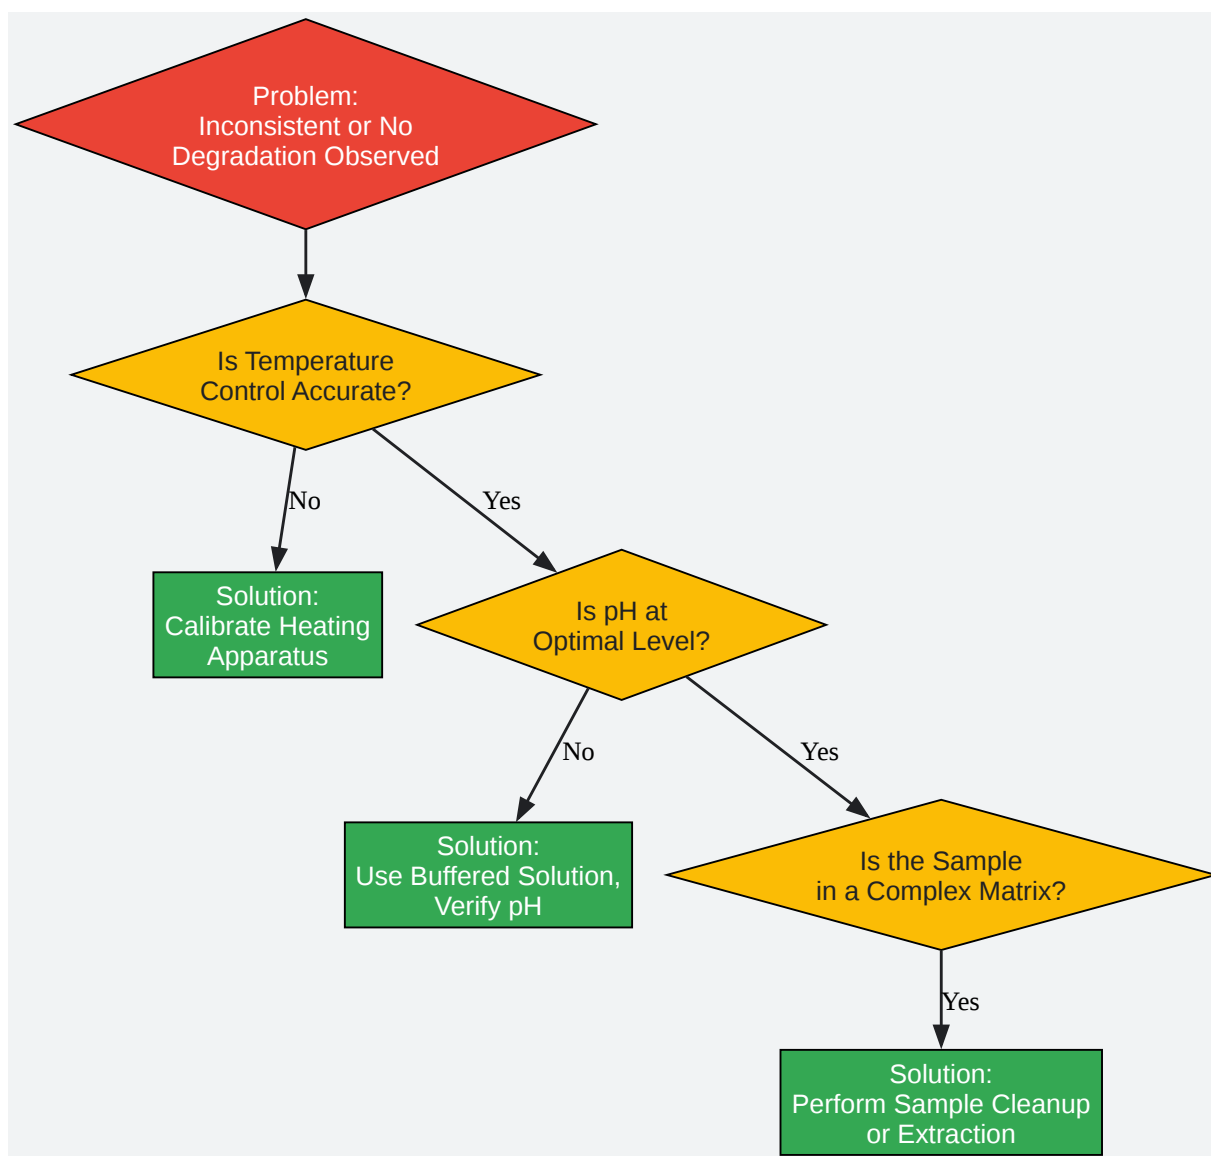 Problem:
Inconsistent or No
Degradation Observed
Is Temperature
Control Accurate?
No
Yes
Solution:
Calibrate Heating
Apparatus
Is pH at
Optimal Level?
No
Yes
Solution:
Use Buffered Solution,
Verify pH
Is the Sample
in a Complex Matrix?
Yes
Solution:
Perform Sample Cleanup
or Extraction